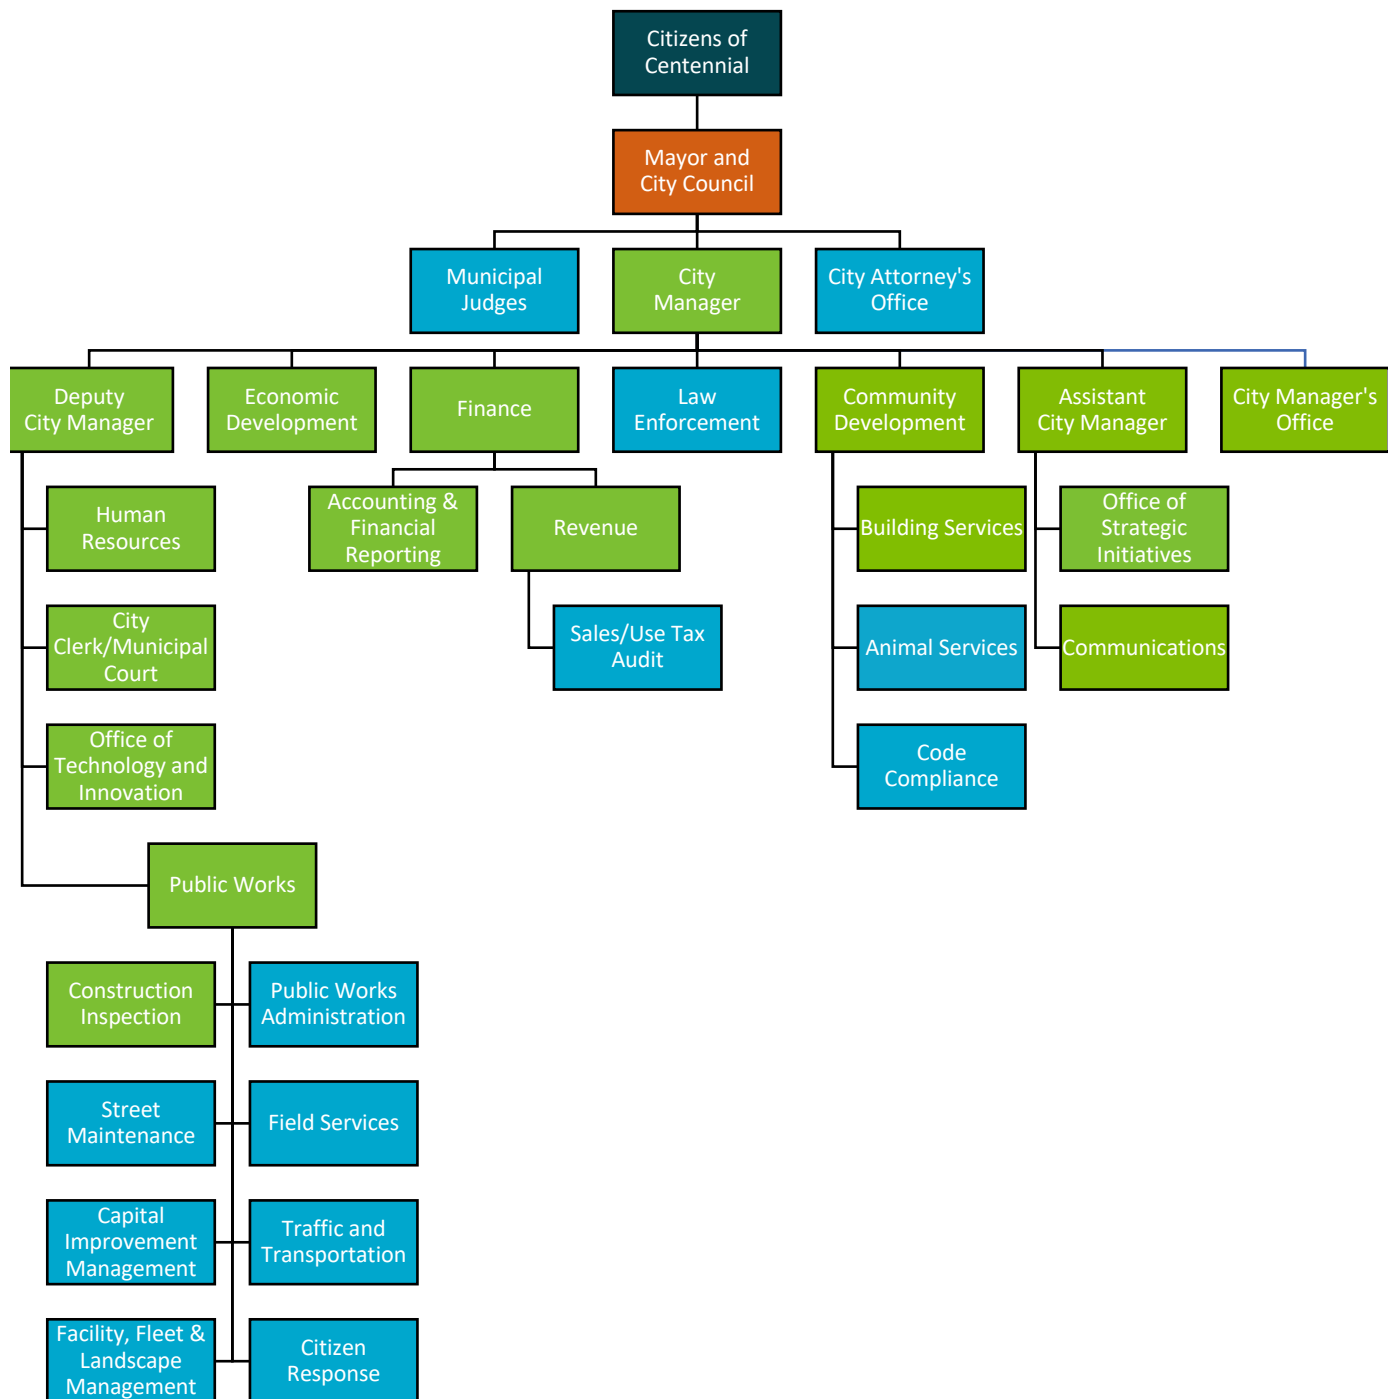 Citizens of
Centennial
Mayor and
City Council
Municipal
Judges
City
Manager
City Attorney's
Office
Deputy
City Manager
Economic
Development
Finance
Law
Enforcement
Community
Development
Assistant
City Manager
City Manager's
Office
Human
Resources
Accounting &
Financial
Reporting
Revenue
Building Services
Office of
Strategic
Initiatives
City
Clerk/Municipal
Court
Sales/Use Tax
Audit
Animal Services
Communications
Office of
Technology and
Innovation
Code
Compliance
Public Works
Construction
Inspection
Public Works
Administration
Street
Maintenance
Field Services
Capital
Improvement
Management
Traffic and
Transportation
Facility, Fleet &
Landscape
Management
Citizen
Response